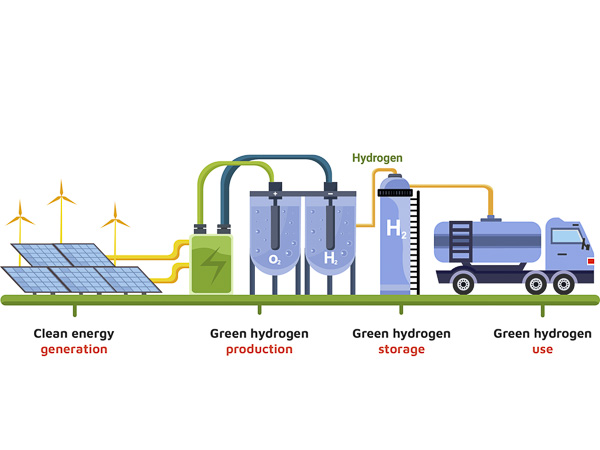 Hydrogen
+
−
O2
H2
H2
Clean energy
generation
Green hydrogen
production
Green hydrogen
storage
Green hydrogen
use